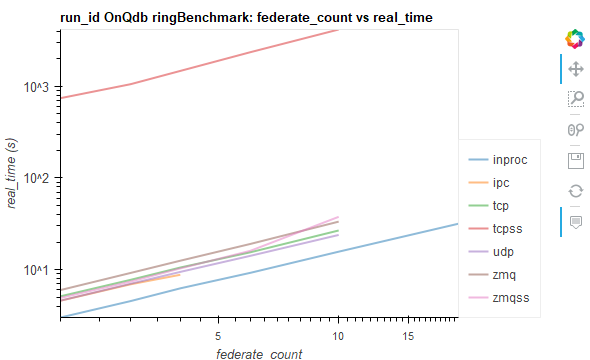 run_id OnQdb ringBenchmark: federate_count vs real_time
10^3
10^2
10^1
real_time (s)
5
10
15
federate_count
inproc
ipc
tcp
tcpss
udp
zmq
zmqss